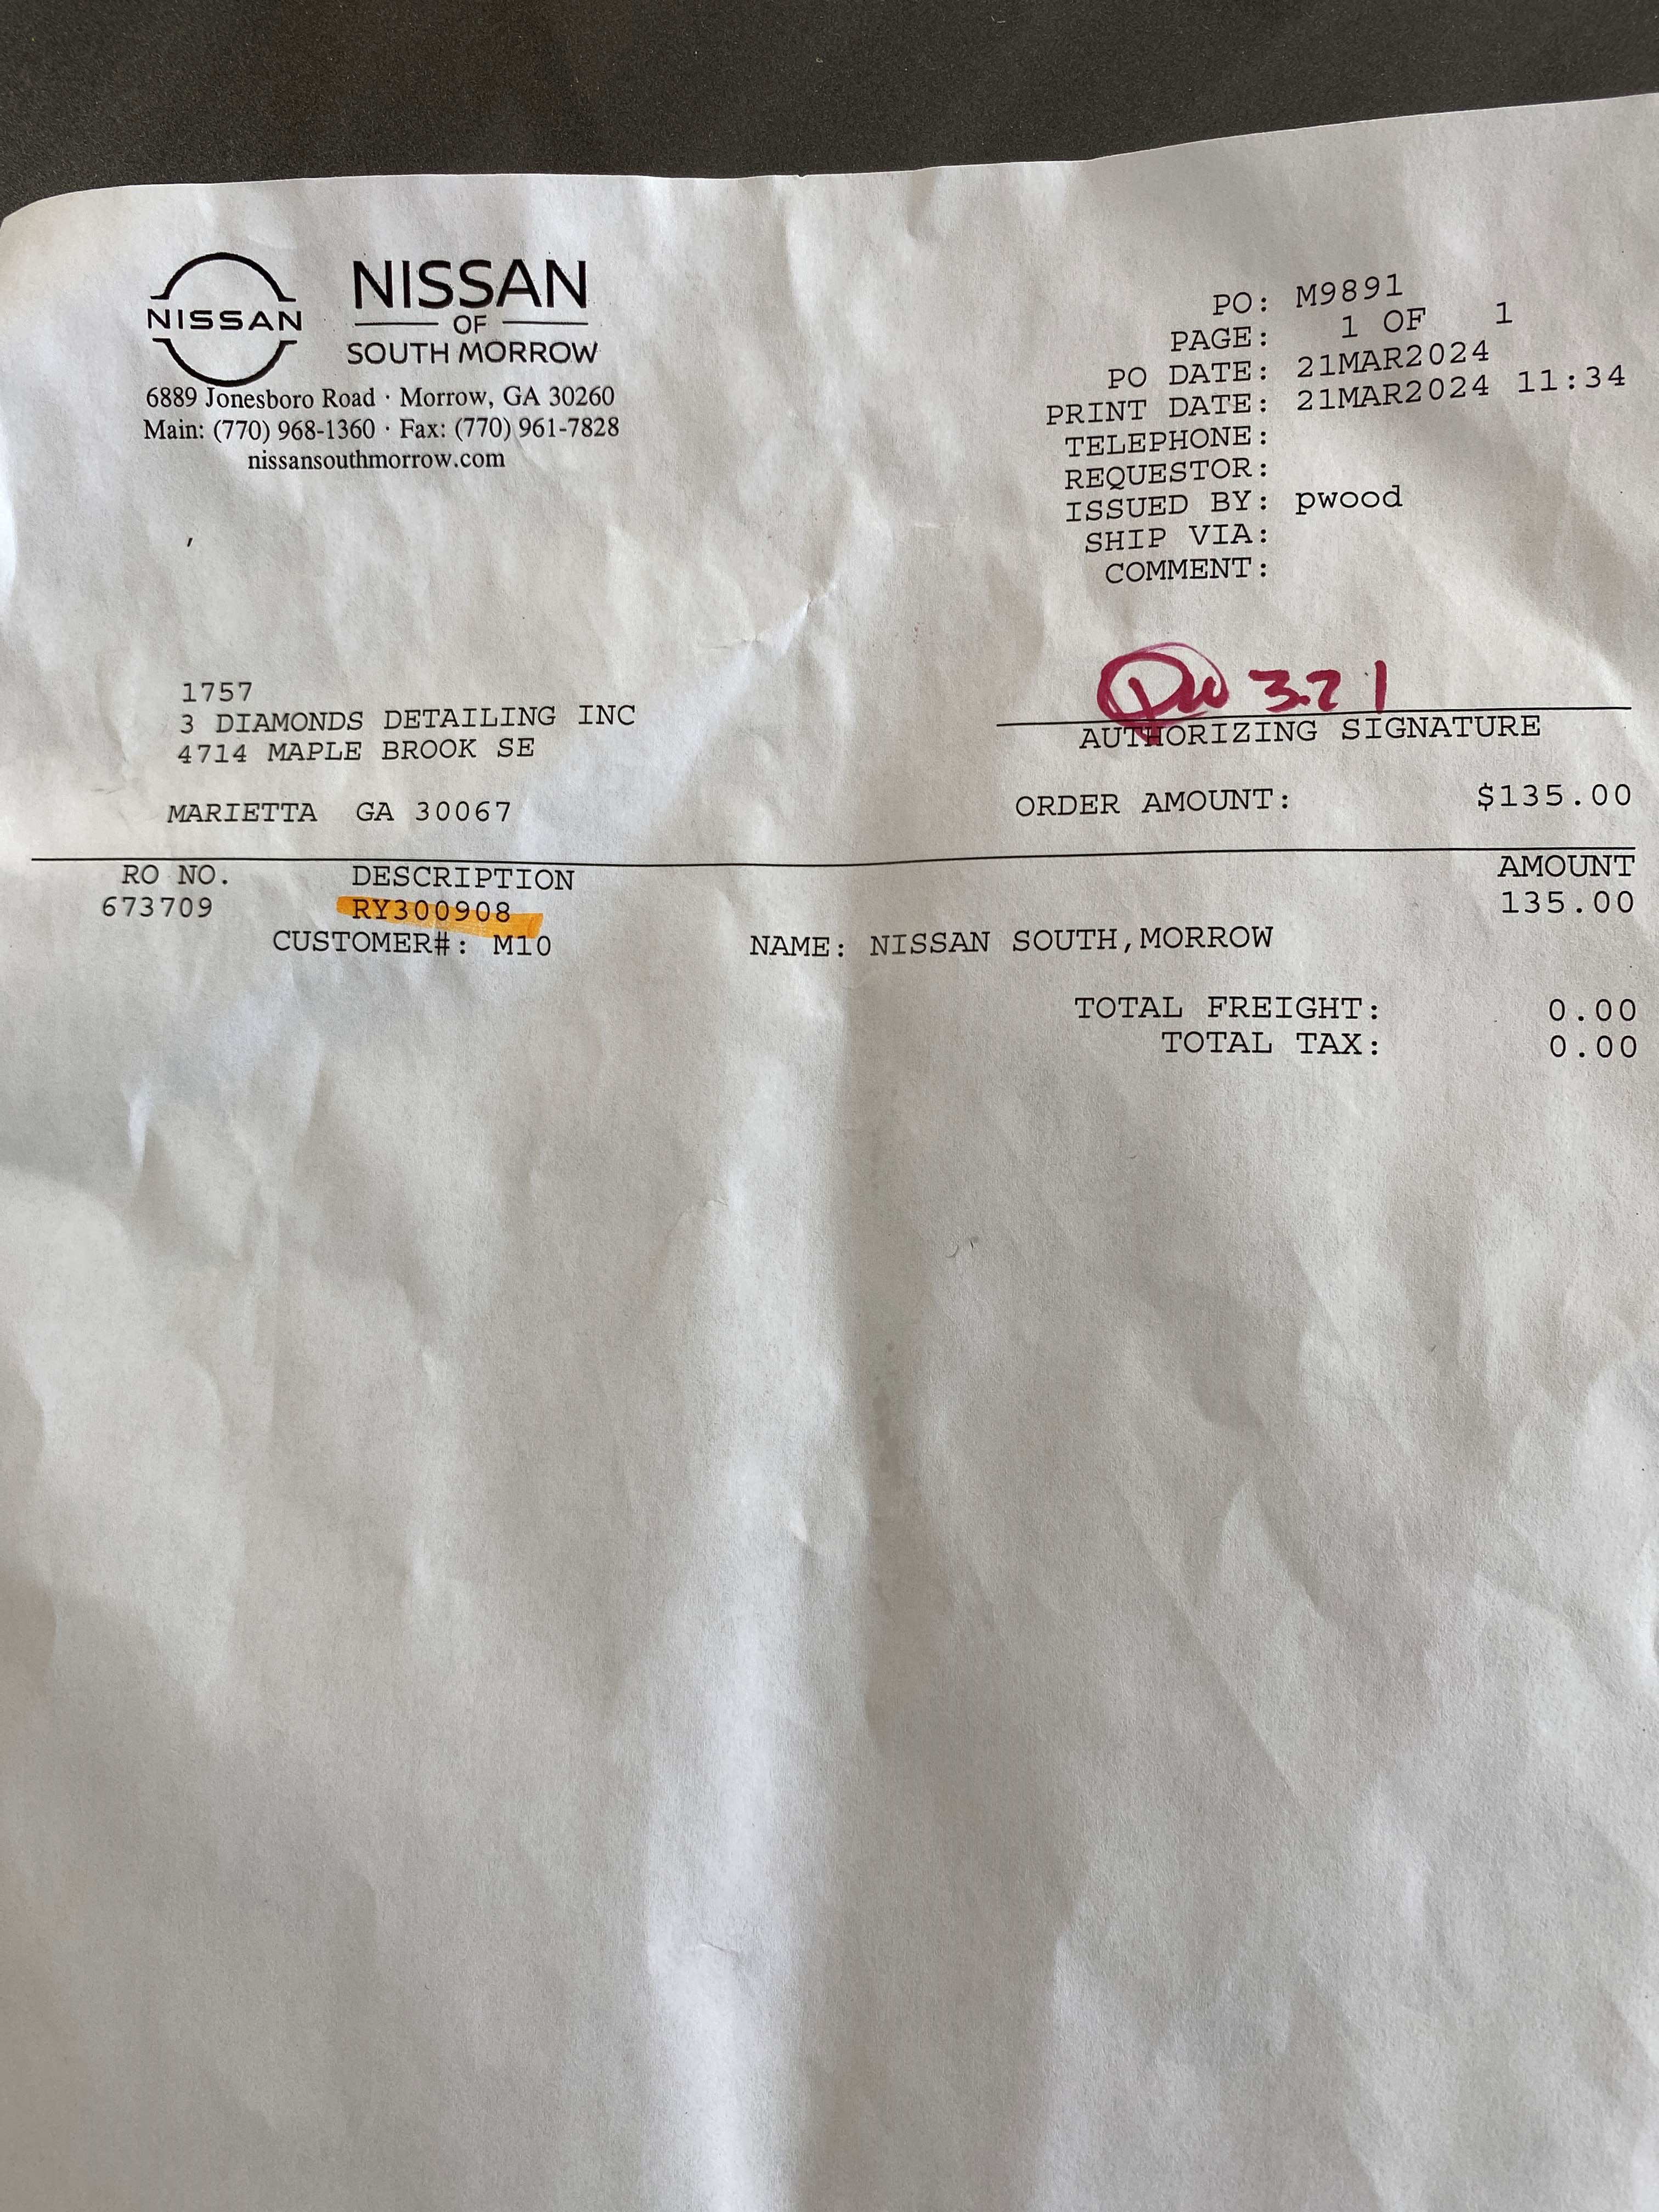 NISSAN
NISSAN
OF
SOUTH MORROW
6889 Jonesboro Road · Morrow, GA 30260
Main: (770) 968-1360 · Fax: (770) 961-7828
nissansouthmorrow.com
PO: M9891
PAGE: 1 OF 1
PO DATE: 21MAR2024
PRINT DATE: 21MAR2024 11:34
TELEPHONE:
REQUESTOR:
ISSUED BY: pwood
SHIP VIA:
COMMENT:
,
1757
3 DIAMONDS DETAILING INC
4714 MAPLE BROOK SE
MARIETTA GA 30067
PW 3.21
AUTHORIZING SIGNATURE
ORDER AMOUNT: $135.00
RO NO. DESCRIPTION AMOUNT
673709 RY300908 135.00
CUSTOMER#: M10 NAME: NISSAN SOUTH,MORROW
TOTAL FREIGHT: 0.00
TOTAL TAX: 0.00